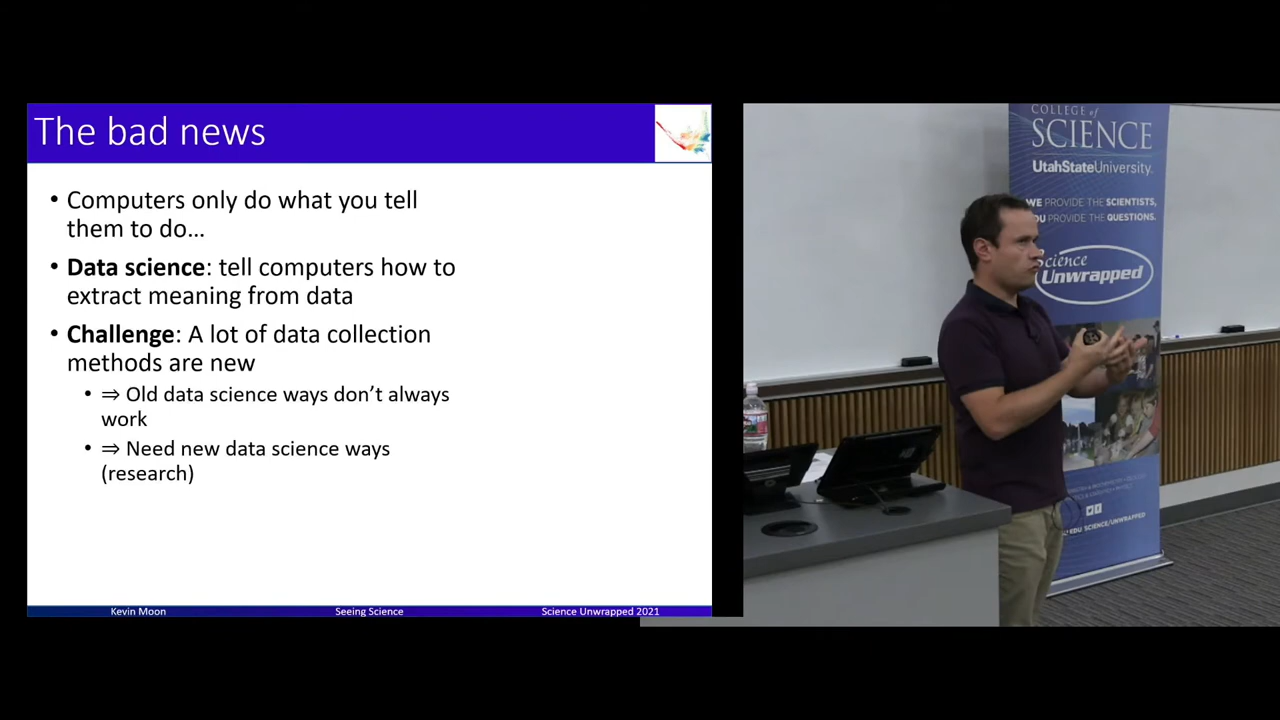 The bad news
• Computers only do what you tell
them to do...
• Data science: tell computers how to
extract meaning from data
• Challenge: A lot of data collection
methods are new
• ⇒ Old data science ways don't always
work
• ⇒ Need new data science ways
(research)
Kevin Moon Seeing Science Science Unwrapped 2021
COLLEGE of
SCIENCE
UtahStateUniversity
WE PROVIDE THE SCIENTISTS,
PROVIDE THE QUESTIONS.
Science
Unwrapped
SCIENCE/UNWRAPPED